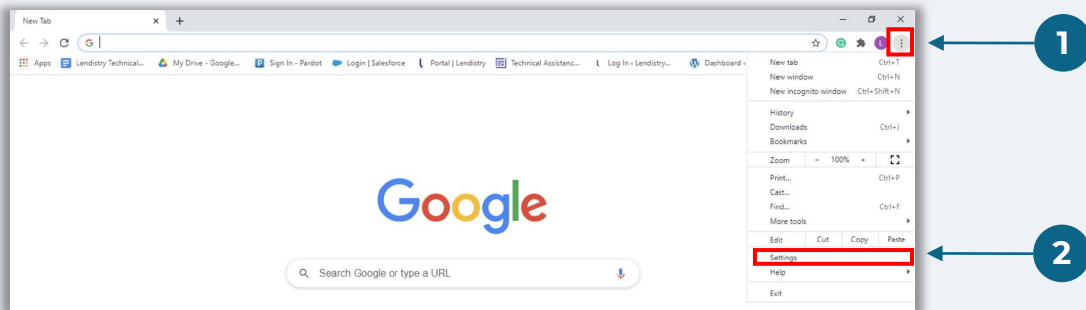 New Tab
1
G
L
Apps Lendistry Technical... My Drive - Google... Sign In - Pardot Login | Salesforce Portal | Lendistry Technical Assistanc... Log In ‹ Lendistry... Dashboard ‹
New tab Ctrl+T
New window Ctrl+N
New incognito window Ctrl+Shift+N
History
Downloads Ctrl+J
Bookmarks
Zoom - 100% +
Print... Ctrl+P
Cast...
Find... Ctrl+F
More tools
Edit Cut Copy Paste
Settings
2
Help
Exit
Google
Search Google or type a URL